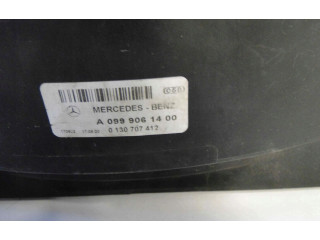 MERCEDES - BENZ
A 099 906 14 00
0 130 707 412